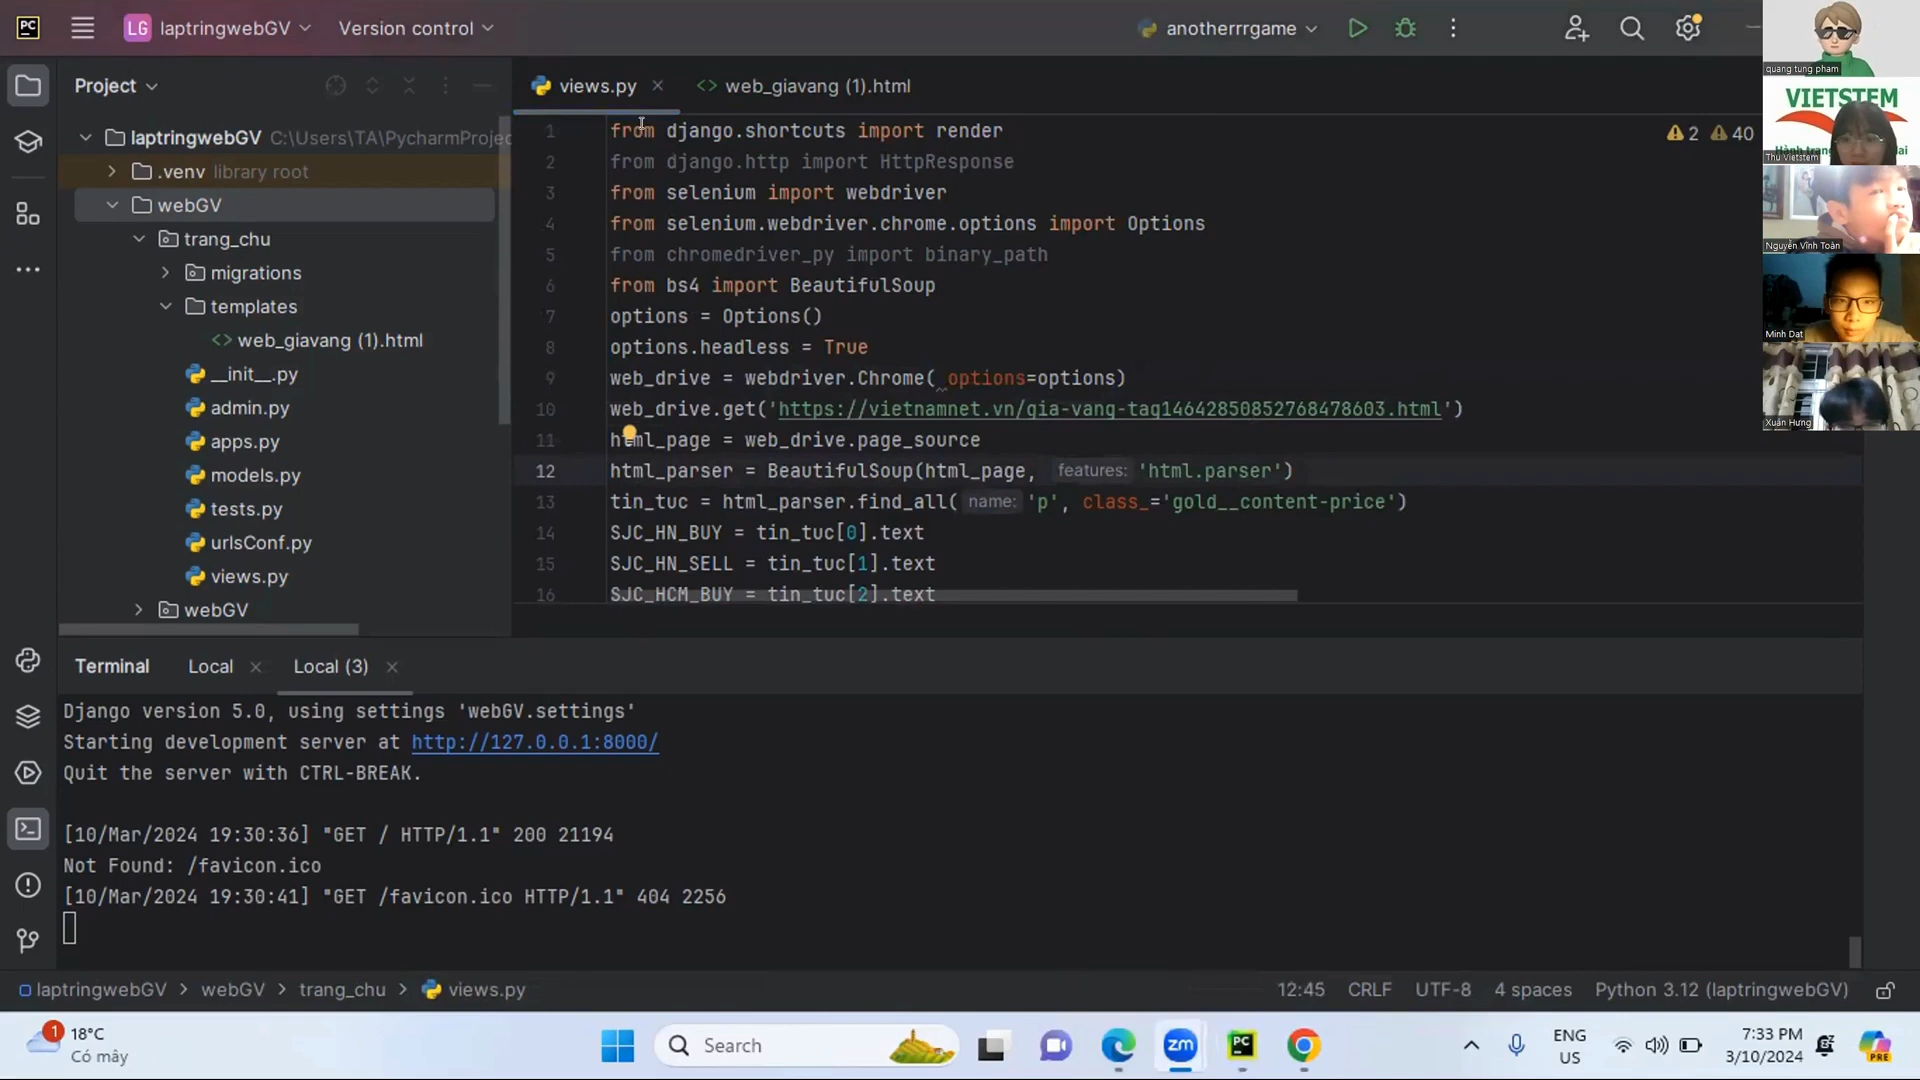 LG laptringwebGV Version control
anotherrrgame
Project
views.py
<> web_giavang (1).html
laptringwebGV C:\Users\TA\PycharmProjec
.venv library root
webGV
trang_chu
migrations
templates
<> web_giavang (1).html
__init__.py
admin.py
apps.py
models.py
tests.py
urlsConf.py
views.py
webGV
2 40
1 from django.shortcuts import render
2 from django.http import HttpResponse
3 from selenium import webdriver
4 from selenium.webdriver.chrome.options import Options
5 from chromedriver_py import binary_path
6 from bs4 import BeautifulSoup
7 options = Options()
8 options.headless = True
9 web_drive = webdriver.Chrome( options=options)
10 web_drive.get('https://vietnamnet.vn/gia-vang-tag14642850852768478603.html')
11 html_page = web_drive.page_source
12 html_parser = BeautifulSoup(html_page, features: 'html.parser')
13 tin_tuc = html_parser.find_all( name: 'p', class_='gold__content-price')
14 SJC_HN_BUY = tin_tuc[0].text
15 SJC_HN_SELL = tin_tuc[1].text
16 SJC_HCM_BUY = tin_tuc[2].text
quang tung pham
VIETSTEM
Thu Vietstem
Nguyễn Vĩnh Toàn
Minh Dat
Xuân Hưng
Terminal Local Local (3)
Django version 5.0, using settings 'webGV.settings'
Starting development server at http://127.0.0.1:8000/
Quit the server with CTRL-BREAK.
[10/Mar/2024 19:30:36] "GET / HTTP/1.1" 200 21194
Not Found: /favicon.ico
[10/Mar/2024 19:30:41] "GET /favicon.ico HTTP/1.1" 404 2256
laptringwebGV > webGV > trang_chu > views.py
12:45 CRLF UTF-8 4 spaces Python 3.12 (laptringwebGV)
1
18°C
Có mây
Search
zm
PC
ENG
US
7:33 PM
3/10/2024
PRE